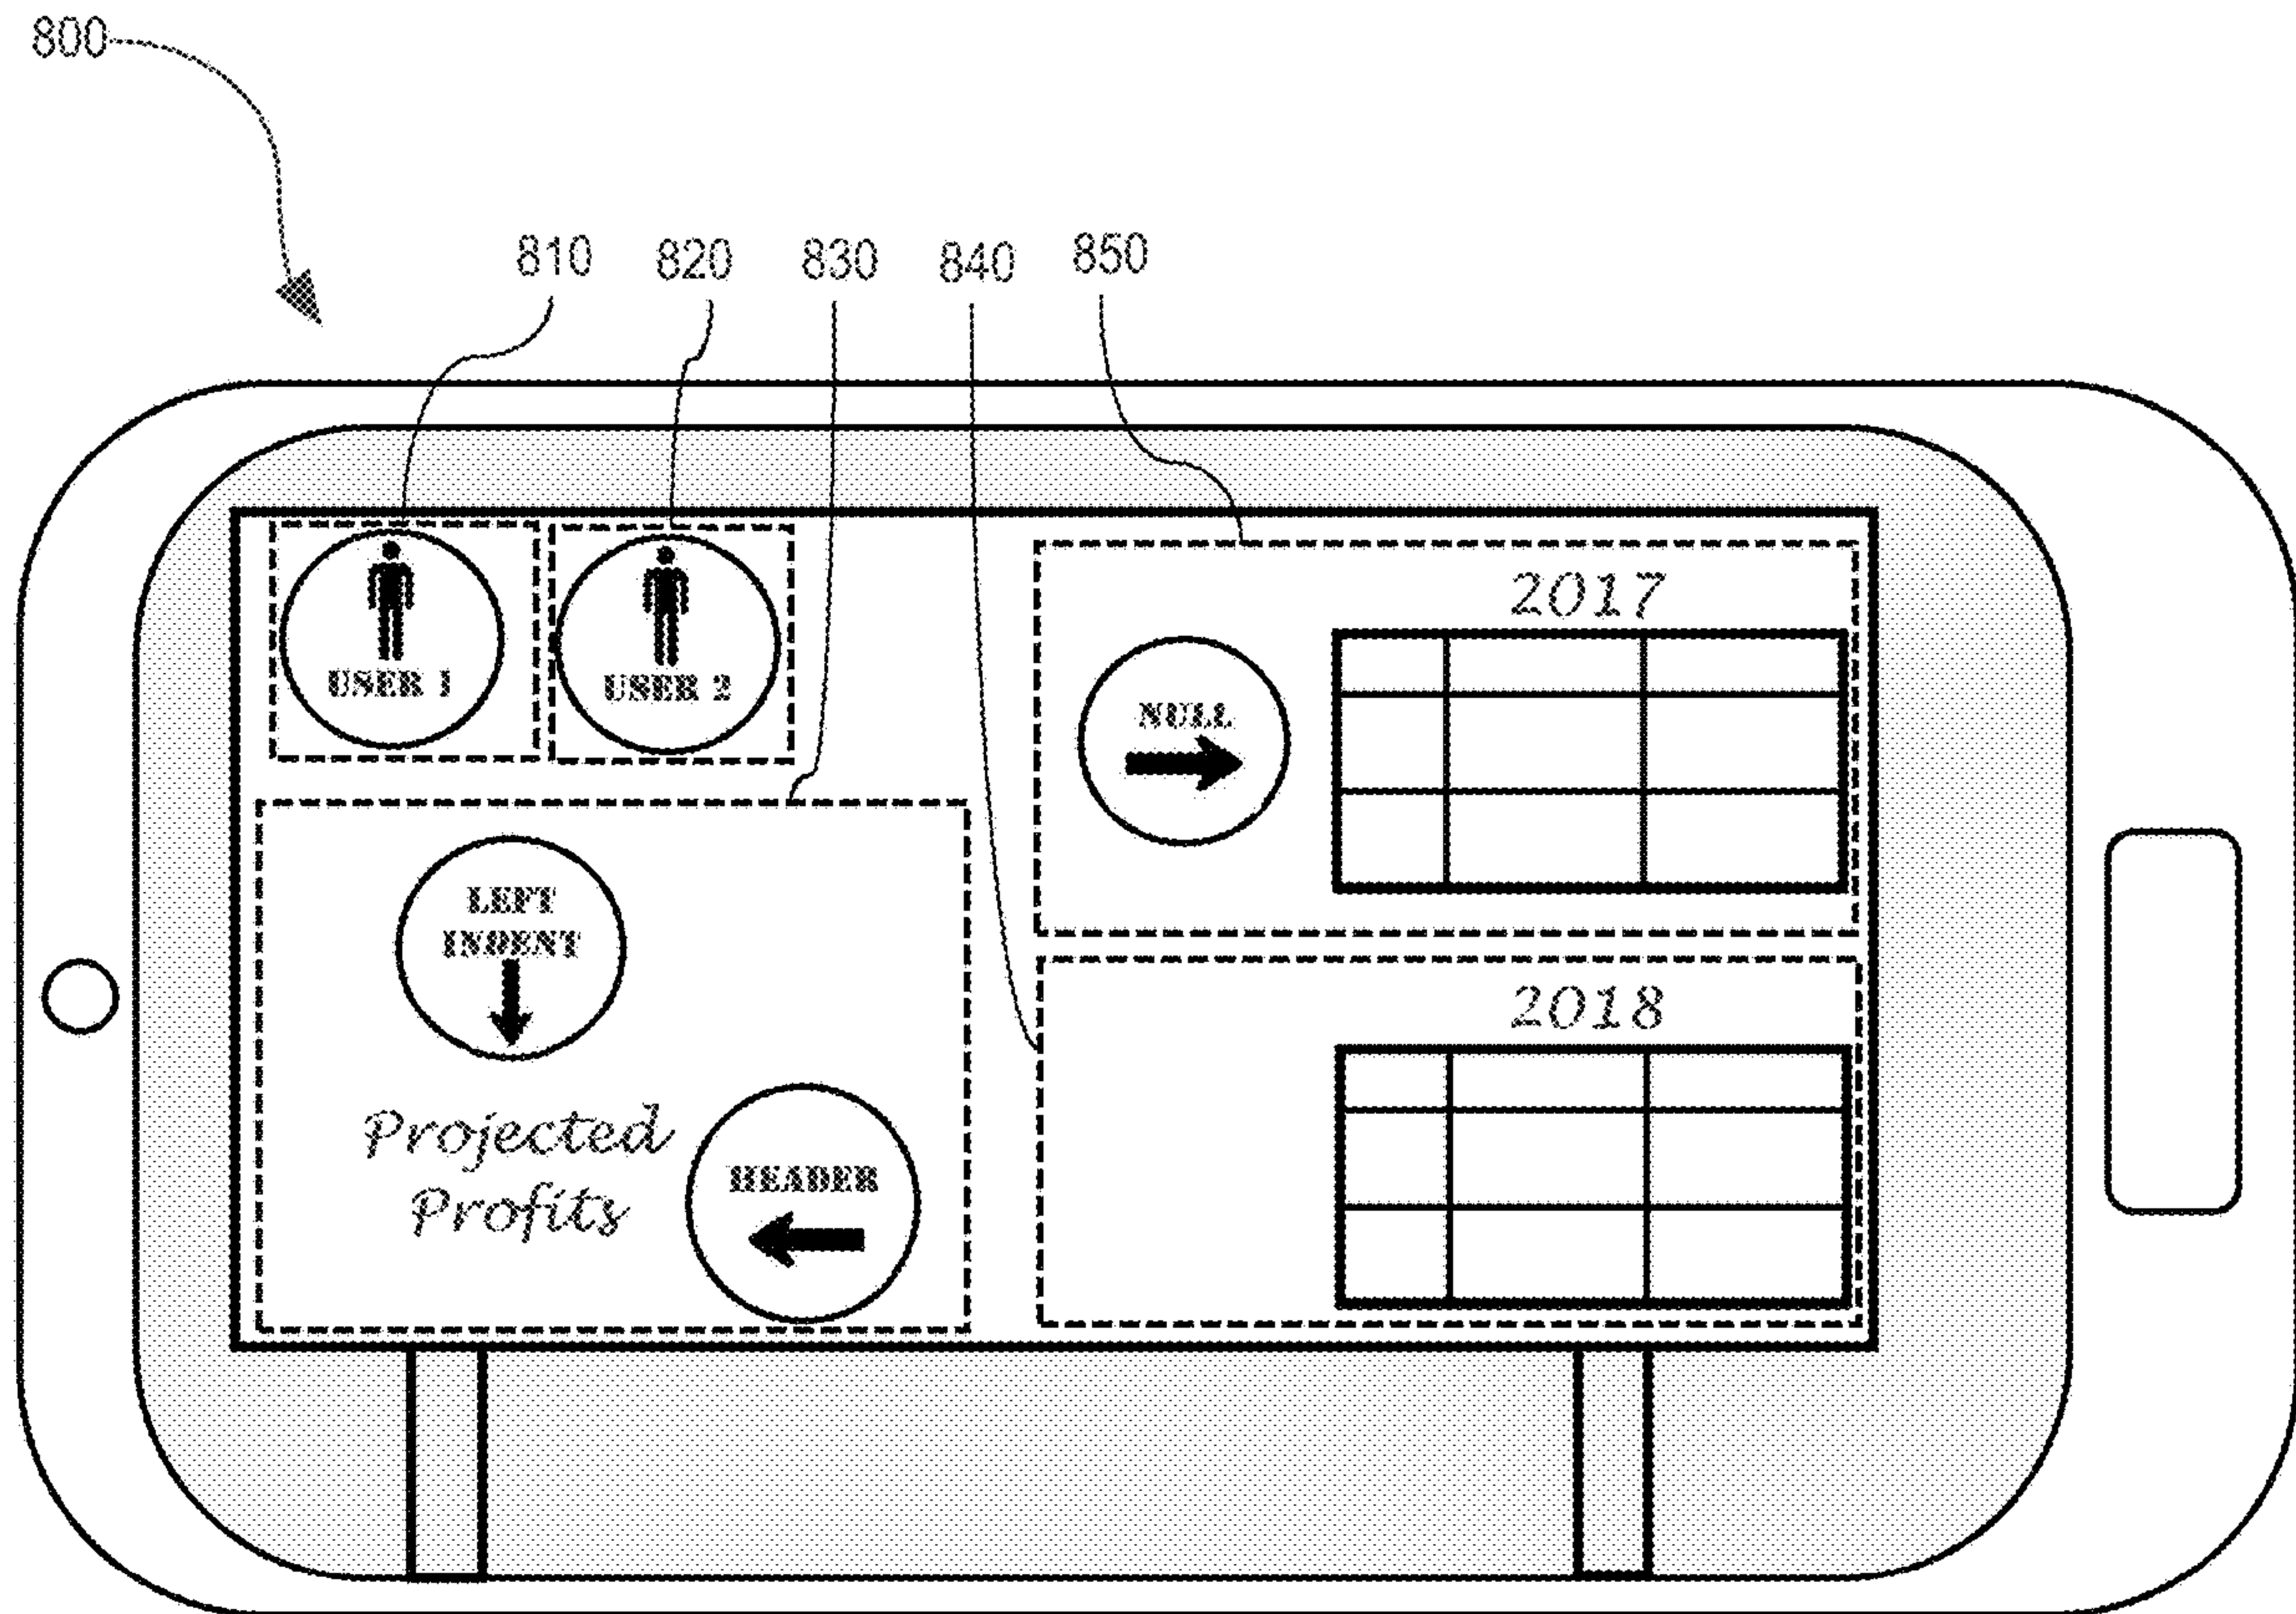 800
810 820 830 840 850
USER 1
USER 2
LEFT
INDENT
Projected
Profits
HEADER
NULL
2017
2018